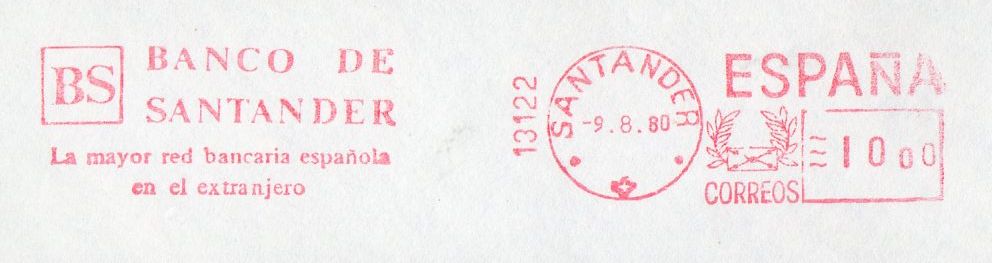 BS
BANCO DE
SANTANDER
La mayor red bancaria española
en el extranjero
13122
SANTANDER
-9.8.80
ESPAÑA
CORREOS
1000